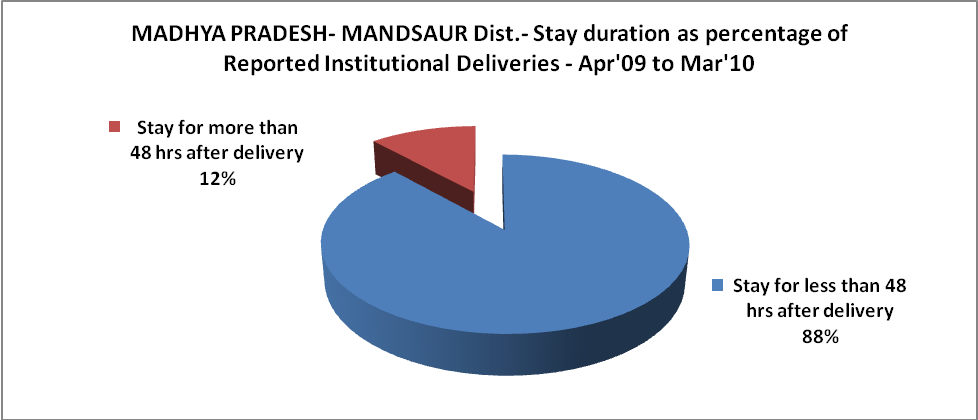 MADHYA PRADESH- MANDSAUR Dist.- Stay duration as percentage of
Reported Institutional Deliveries - Apr'09 to Mar'10
Stay for more than
48 hrs after delivery
12%
Stay for less than 48
hrs after delivery
88%